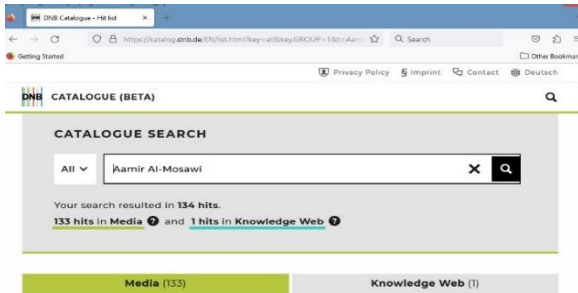 DNB Catalogue - Hit list
https://katalog.dnb.de/EN/list.html?key=all&key.GROUP=1&t=Aam
Search
Getting Started
Other Bookmar
Privacy Policy § Imprint Contact Deutsch
DNB CATALOGUE (BETA)
CATALOGUE SEARCH
All Aamir Al-Mosawi
Your search resulted in 134 hits.
133 hits in Media ? and 1 hits in Knowledge Web ?
Media (133) Knowledge Web (1)